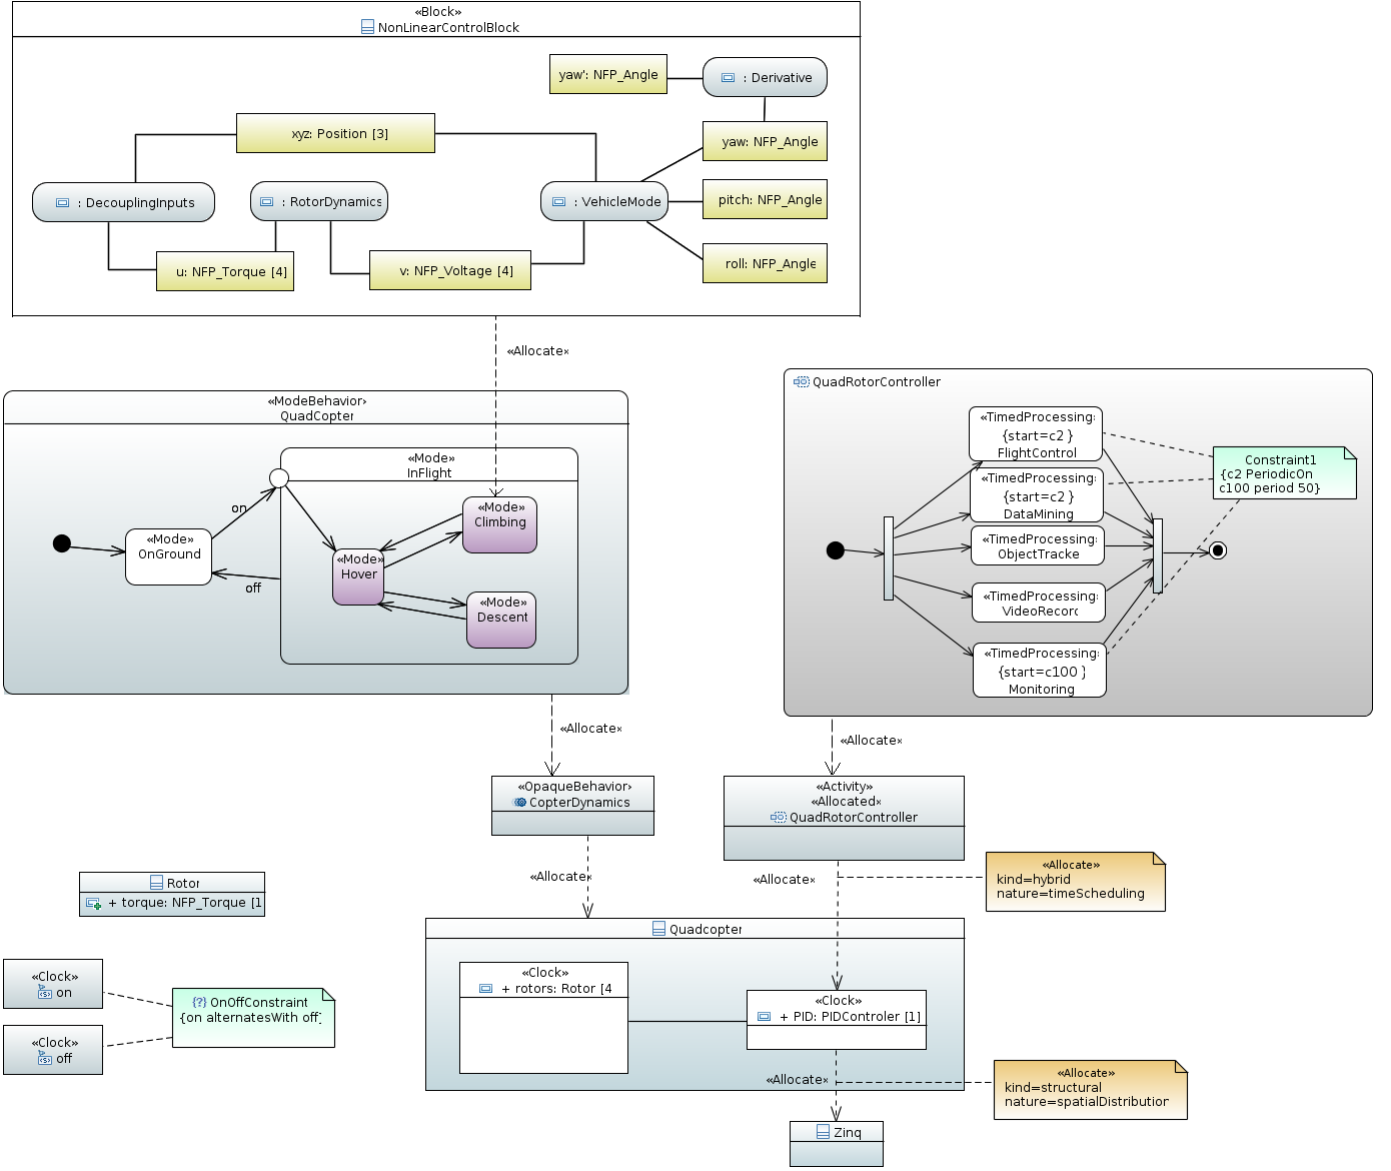 «Block»
NonLinearControlBlock
yaw': NFP_Angle
: Derivative
xyz: Position [3]
yaw: NFP_Angle
: DecouplingInputs
: RotorDynamics
: VehicleMode
pitch: NFP_Angle
u: NFP_Torque [4]
v: NFP_Voltage [4]
roll: NFP_Angle
«Allocate»
«ModeBehavior»
QuadCopter
«Mode»
InFlight
on
«Mode»
Climbing
«Mode»
OnGround
«Mode»
Hover
off
«Mode»
Descent
QuadRotorController
«TimedProcessing»
{start=c2 }
FlightControl
Constraint1
{c2 PeriodicOn
c100 period 50}
«TimedProcessing»
{start=c2 }
DataMining
«TimedProcessing»
ObjectTracke
«TimedProcessing»
VideoRecorc
«TimedProcessing»
{start=c100 }
Monitoring
«Allocate»
«Allocate»
«OpaqueBehavior»
CopterDynamics
«Activity»
«Allocated»
QuadRotorController
«Allocate»
«Allocate»
«Allocate»
kind=hybrid
nature=timeScheduling
Rotor
+ torque: NFP_Torque [1
Quadcopter
«Clock»
+ rotors: Rotor [4
«Clock»
+ PID: PIDControler [1]
«Clock»
on
«Clock»
off
{?} OnOffConstraint
{on alternatesWith off}
«Allocate»
«Allocate»
kind=structural
nature=spatialDistribution
Zinq